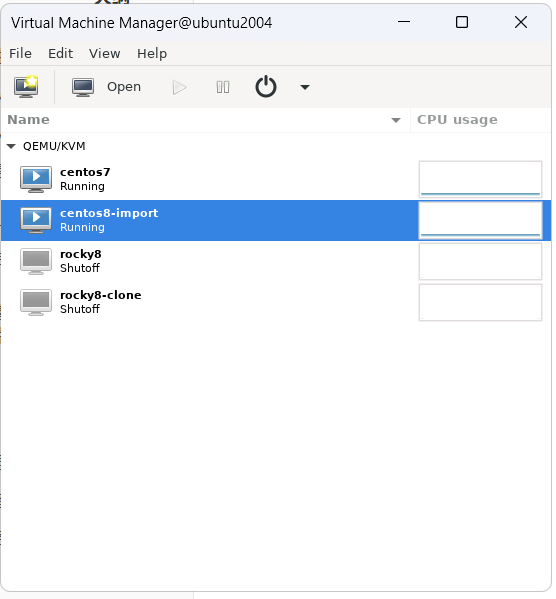 Virtual Machine Manager@ubuntu2004
File Edit View Help
Open
Name CPU usage
QEMU/KVM
centos7
Running
centos8-import
Running
rocky8
Shutoff
rocky8-clone
Shutoff